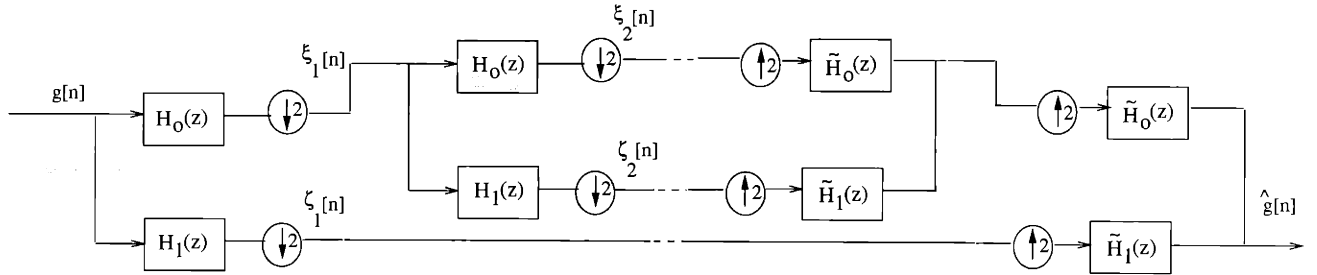 ξ₂[n]
ξ₁[n]
H₀(z)
↓2
↑2
H̃₀(z)
g[n]
H₀(z)
↓2
↑2
H̃₀(z)
ζ₂[n]
H₁(z)
↓2
↑2
H̃₁(z)
ζ₁[n]
ĝ[n]
H₁(z)
↓2
↑2
H̃₁(z)